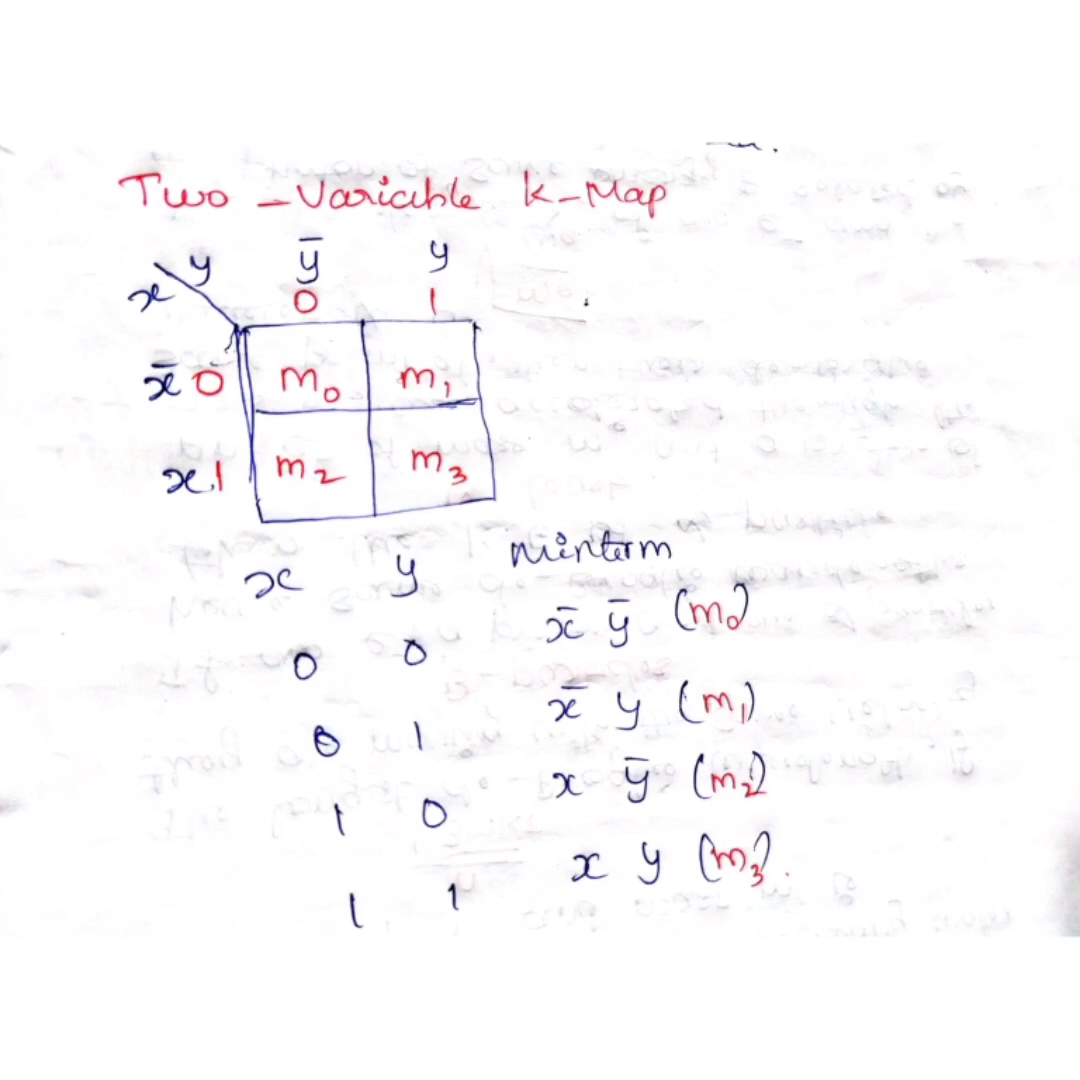 Two - Variable k-Map
x y ȳ y
0 1
x̄ 0 m₀ m₁
x 1 m₂ m₃
x y minterm
0 0 x̄ ȳ (m₀)
0 1 x̄ y (m₁)
1 0 x ȳ (m₂)
1 1 x y (m₃).